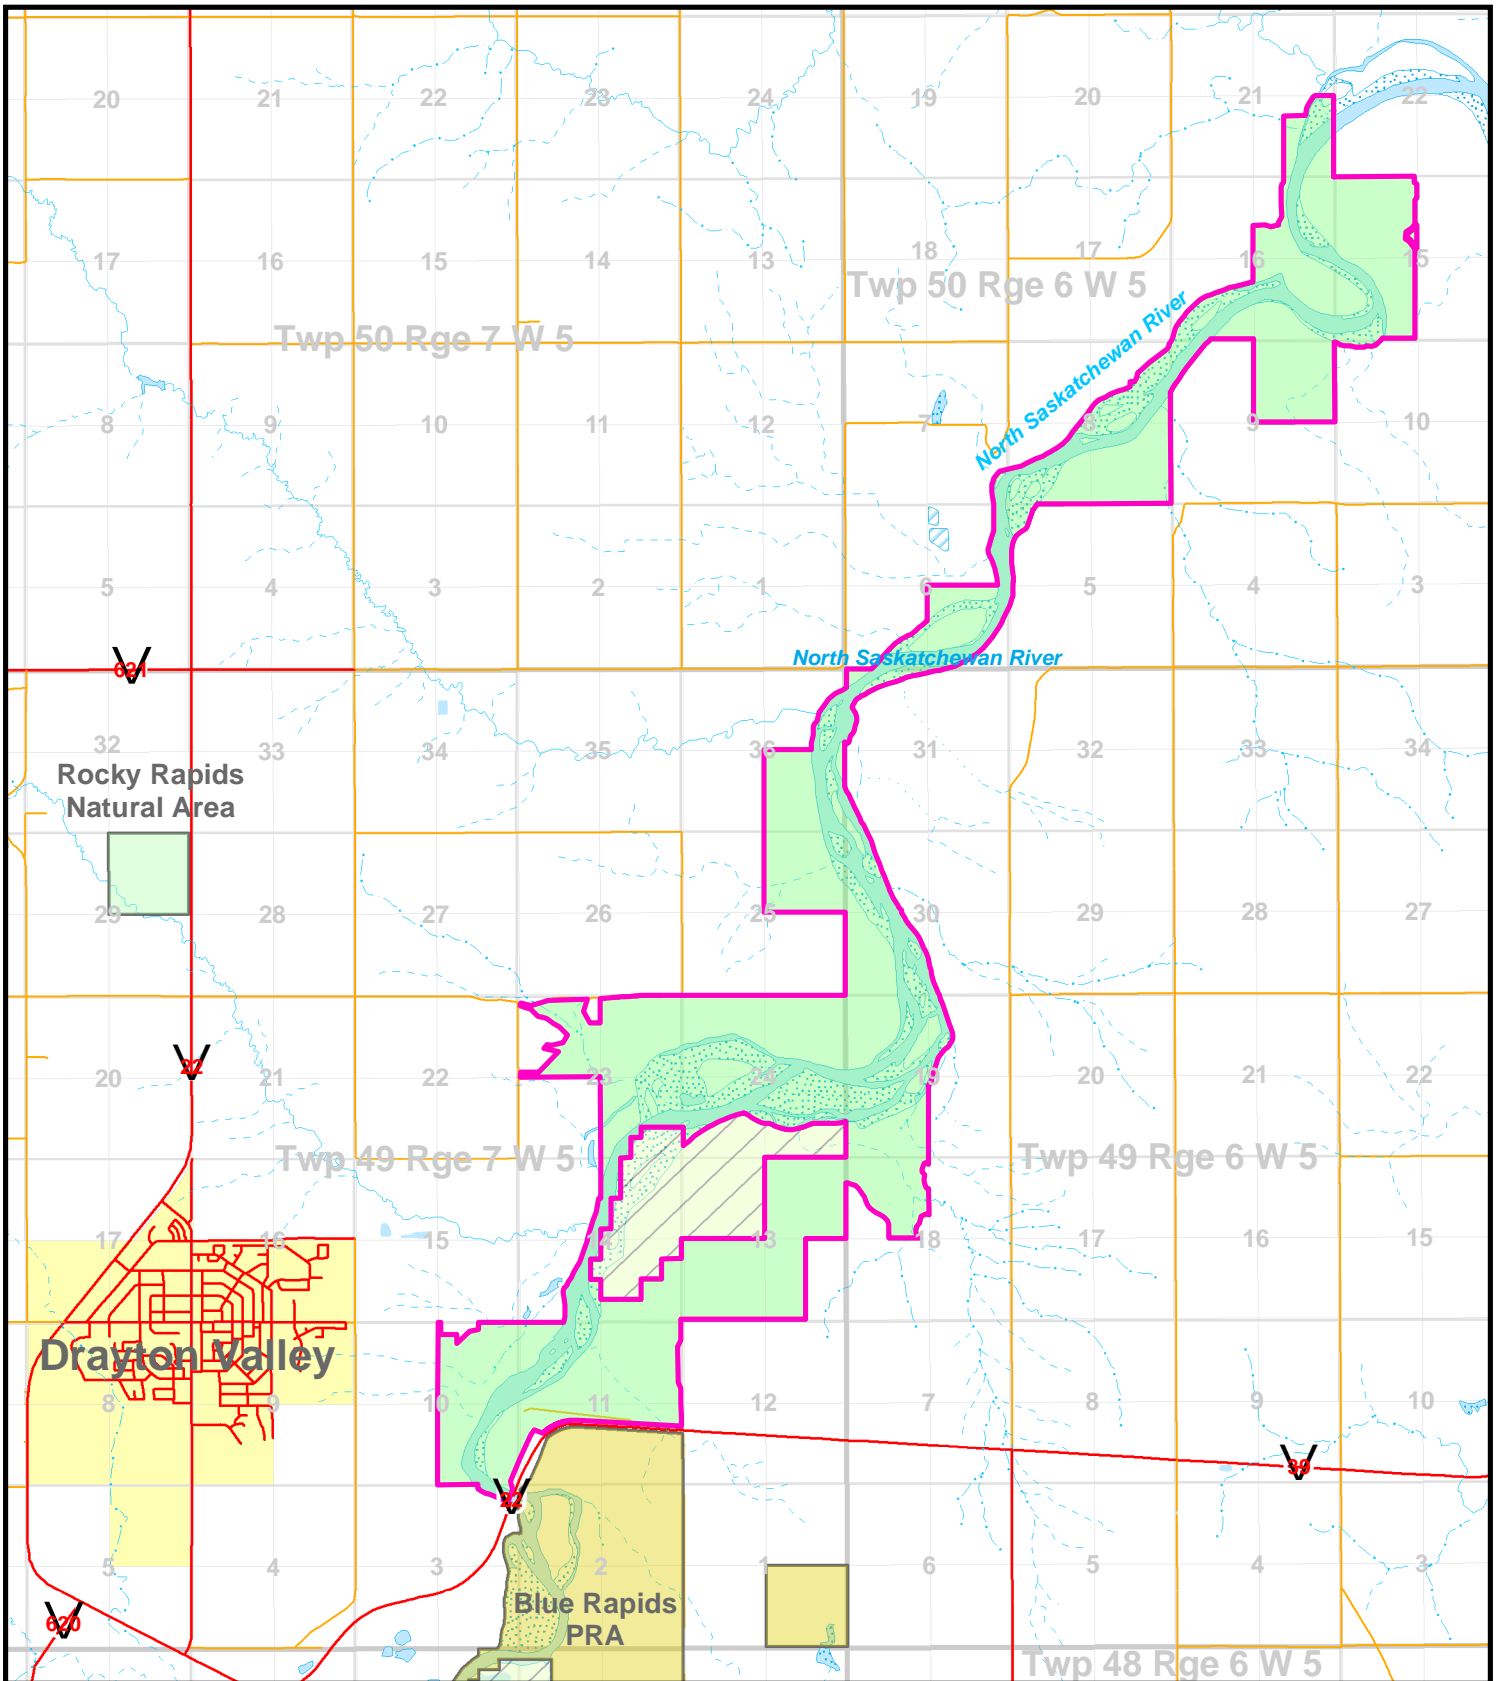 20 21 22 23 24 19 20 21 22
17 16 15 14 13 18 17 16 15
Twp 50 Rge 6 W 5
North Saskatchewan River
Twp 50 Rge 7 W 5
8 9 10 11 12 7 8 9 10
5 4 3 2 1 6 5 4 3
621
North Saskatchewan River
32 33 34 35 36 31 32 33 34
Rocky Rapids
Natural Area
29 28 27 26 25 30 29 28 27
22
20 21 22 23 24 19 20 21 22
Twp 49 Rge 7 W 5
Twp 49 Rge 6 W 5
17 16 15 14 13 18 17 16 15
Drayton Valley
8 9 10 11 12 7 8 9 10
39
22
5 4 3 2 1 6 5 4 3
Blue Rapids
PRA
620
Twp 48 Rge 6 W 5